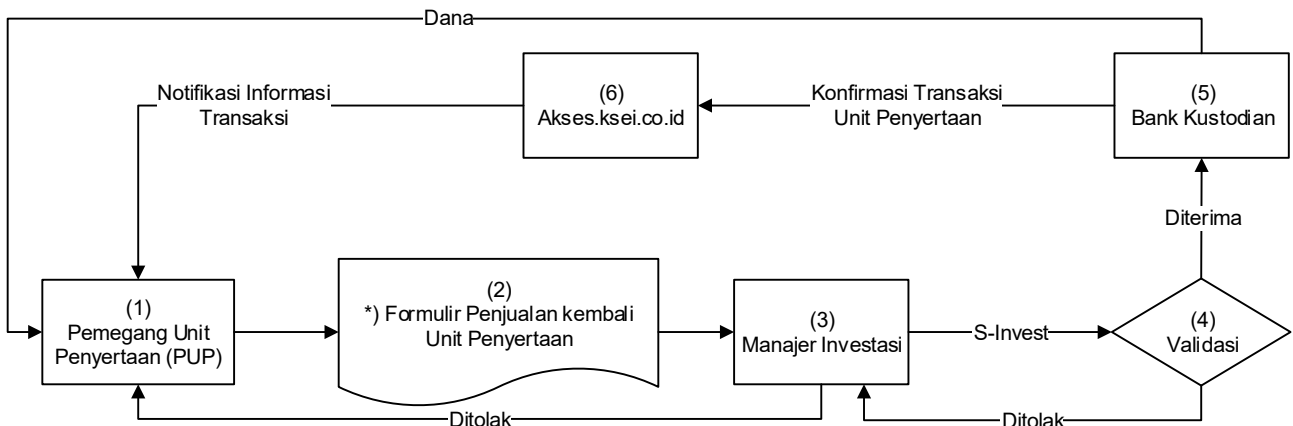 Dana
Notifikasi Informasi
Transaksi
(6)
Akses.ksei.co.id
Konfirmasi Transaksi
Unit Penyertaan
(5)
Bank Kustodian
Diterima
(1)
Pemegang Unit
Penyertaan (PUP)
(2)
*) Formulir Penjualan kembali
Unit Penyertaan
(3)
Manajer Investasi
S-Invest
(4)
Validasi
Ditolak
Ditolak